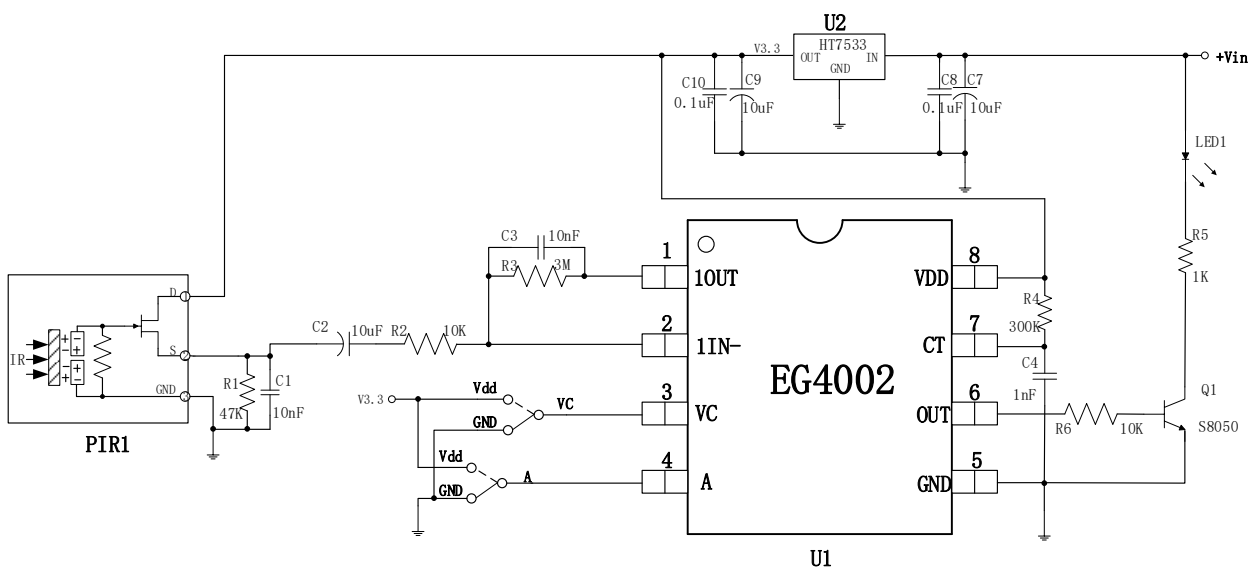 U2
HT7533
V3.3
OUT
IN
GND
+Vin
C10
0.1uF
C9
10uF
C8
0.1uF
C7
10uF
LED1
C3
10nF
R3
3M
1
1OUT
8
VDD
R5
1K
D
R4
300K
C2
10uF
R2
10K
2
1IN-
7
CT
IR
+
-
-
+
-
+
+
-
S
GND
R1
47K
C1
10nF
C4
1nF
EG4002
Vdd
V3.3
VC
GND
3
VC
6
OUT
R6
10K
Q1
S8050
PIR1
Vdd
GND
A
4
A
5
GND
U1